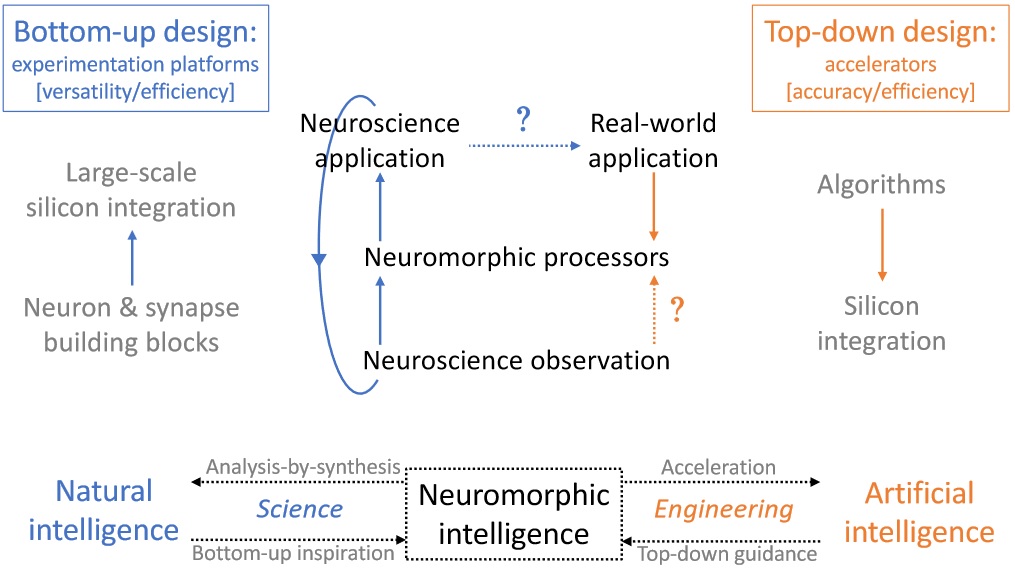 Bottom-up design:
experimentation platforms
[versatility/efficiency]
Top-down design:
accelerators
[accuracy/efficiency]
Neuroscience
application
?
Real-world
application
Large-scale
silicon integration
Algorithms
Neuromorphic processors
Neuron & synapse
building blocks
?
Silicon
integration
Neuroscience observation
Natural
intelligence
Analysis-by-synthesis
Science
Bottom-up inspiration
Neuromorphic
intelligence
Acceleration
Engineering
Top-down guidance
Artificial
intelligence